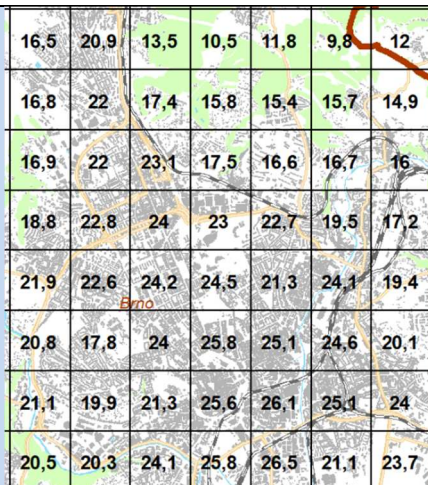 16,5 20,9 13,5 10,5 11,8 9,8 12
16,8 22 17,4 15,8 15,4 15,7 14,9
16,9 22 23,1 17,5 16,6 16,7 16
18,8 22,8 24 23 22,7 19,5 17,2
21,9 22,6 24,2 24,5 21,3 24,1 19,4
Brno
20,8 17,8 24 25,8 25,1 24,6 20,1
21,1 19,9 21,3 25,6 26,1 25,1 24
20,5 20,3 24,1 25,8 26,5 21,1 23,7